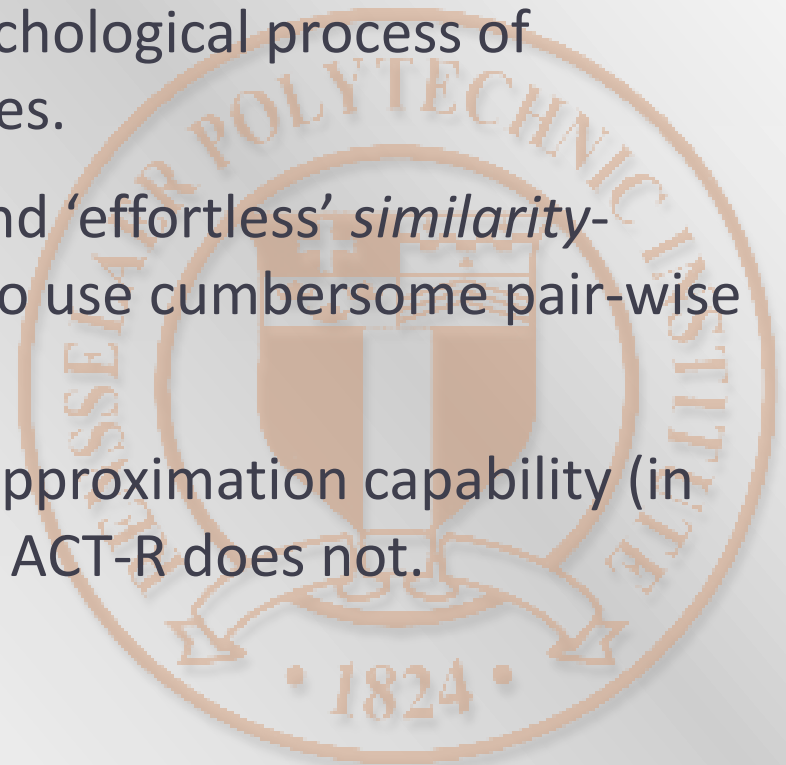 chological process of
es.
nd ‘effortless’ similarity-
o use cumbersome pair-wise
pproximation capability (in
ACT-R does not.
RENSSELAER POLYTECHNIC INSTITUTE
• 1824 •